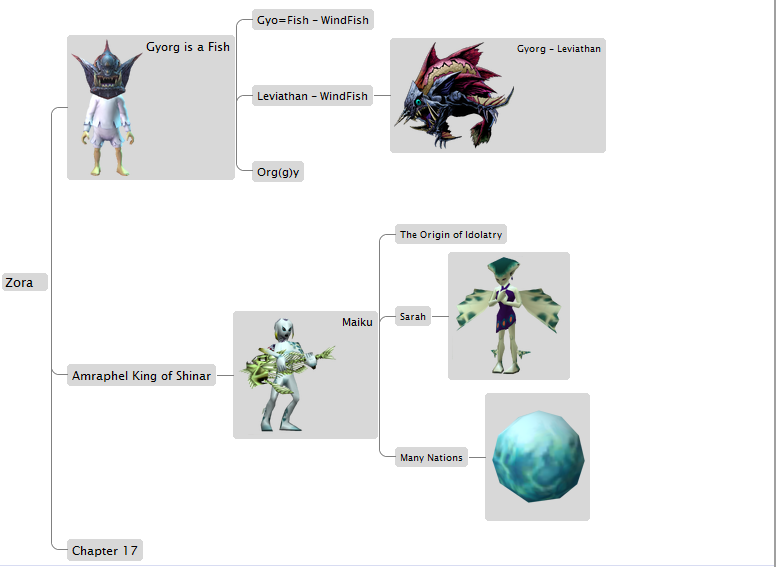 Gyo=Fish - WindFish
Gyorg is a Fish
Gyorg - Leviathan
Leviathan - WindFish
Org(g)y
The Origin of Idolatry
Zora
Sarah
Maiku
Amraphel King of Shinar
Many Nations
Chapter 17